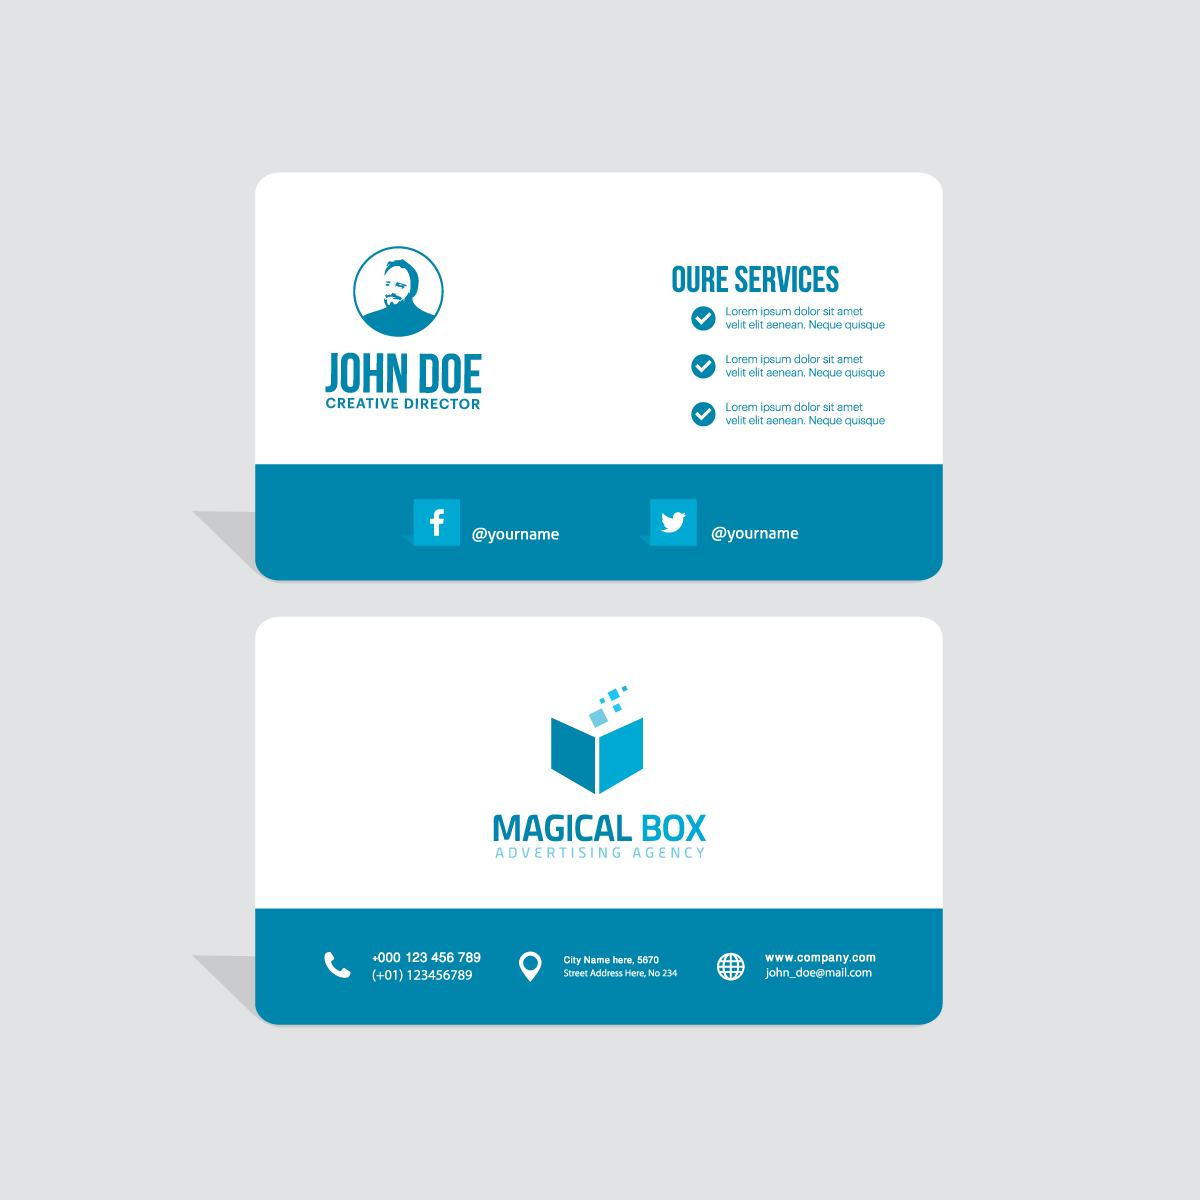 JOHN DOE
CREATIVE DIRECTOR
OURE SERVICES
Lorem ipsum dolor sit amet
velit elit aenean. Neque quisque
Lorem ipsum dolor sit amet
velit elit aenean. Neque quisque
Lorem ipsum dolor sit amet
velit elit aenean. Neque quisque
@yourname
@yourname
MAGICAL BOX
ADVERTISING AGENCY
+000 123 456 789
(+01) 123456789
City Name here, 5670
Street Address Here, No 234
www.company.com
john_doe@mail.com